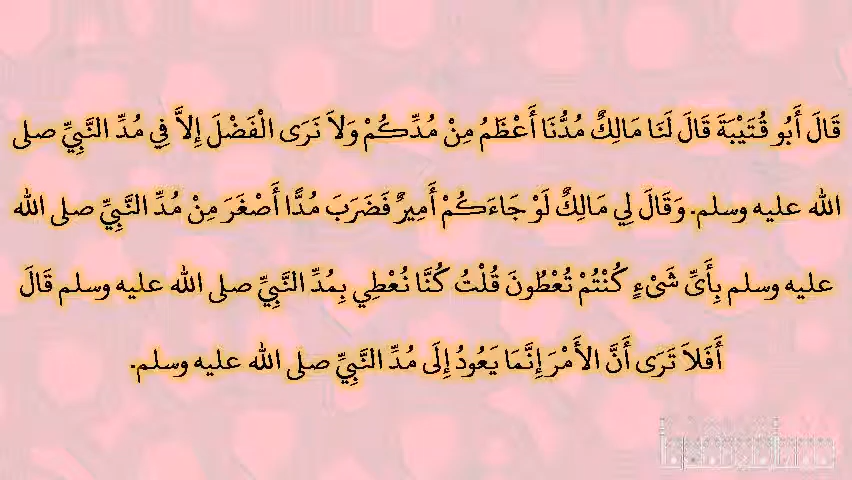 قَالَ أَبُو قُتَيْبَةَ قَالَ لَنَا مَالِكٌ مُدُّنَا أَعْظَمُ مِنْ مُدِّكُمْ وَلاَ نَرَى الْفَضْلَ إِلاَّ فِي مُدِّ النَّبِيِّ صلى
الله عليه وسلم. وَقَالَ لِي مَالِكٌ لَوْ جَاءَكُمْ أَمِيرٌ فَضَرَبَ مُدًّا أَصْغَرَ مِنْ مُدِّ النَّبِيِّ صلى الله
عليه وسلم بِأَىِّ شَىْءٍ كُنْتُمْ تُعْطُونَ قُلْتُ كُنَّا نُعْطِي بِمُدِّ النَّبِيِّ صلى الله عليه وسلم قَالَ
أَفَلاَ تَرَى أَنَّ الأَمْرَ إِنَّمَا يَعُودُ إِلَى مُدِّ النَّبِيِّ صلى الله عليه وسلم.